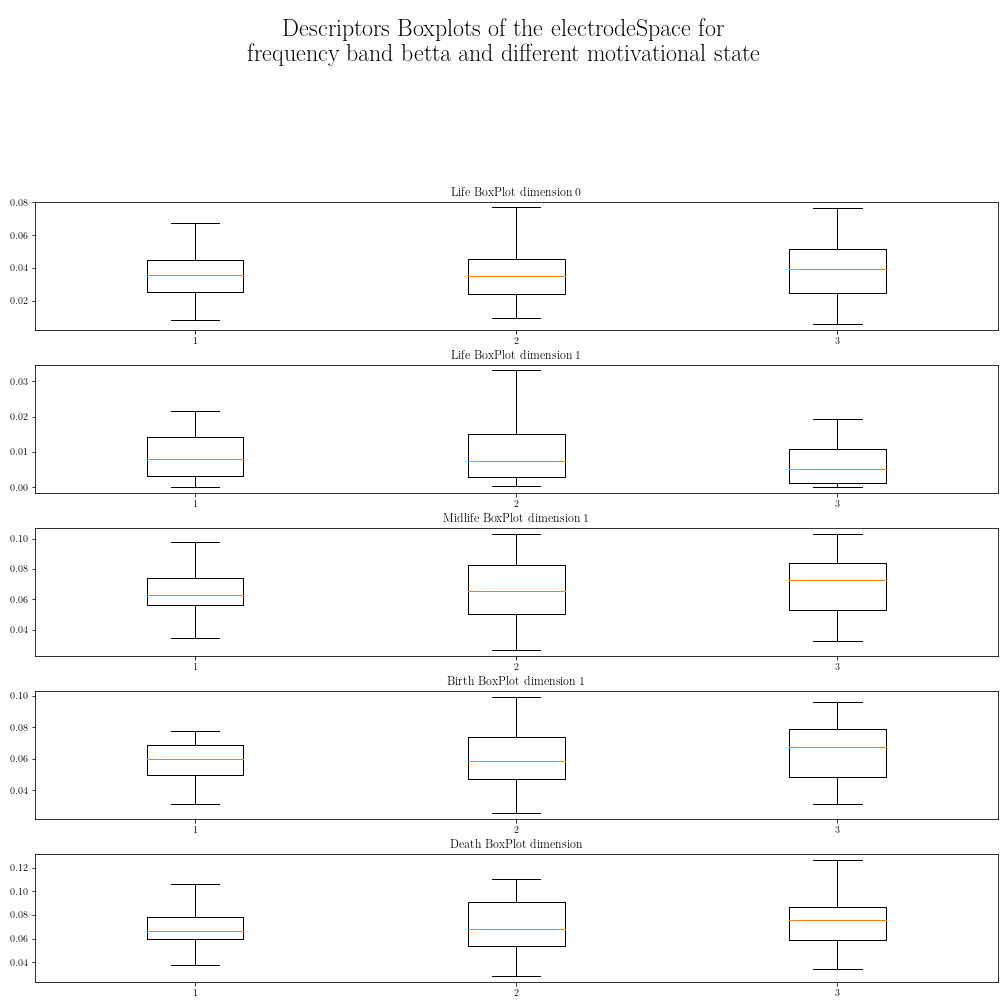 Descriptors Boxplots of the electrodeSpace for
frequency band betta and different motivational state
Life BoxPlot dimension 0
0.08
0.06
0.04
0.02
1 2 3
Life BoxPlot dimension 1
0.03
0.02
0.01
0.00
1 2 3
Midlife BoxPlot dimension 1
0.10
0.08
0.06
0.04
1 2 3
Birth BoxPlot dimension 1
0.10
0.08
0.06
0.04
1 2 3
Death BoxPlot dimension
0.12
0.10
0.08
0.06
0.04
1 2 3